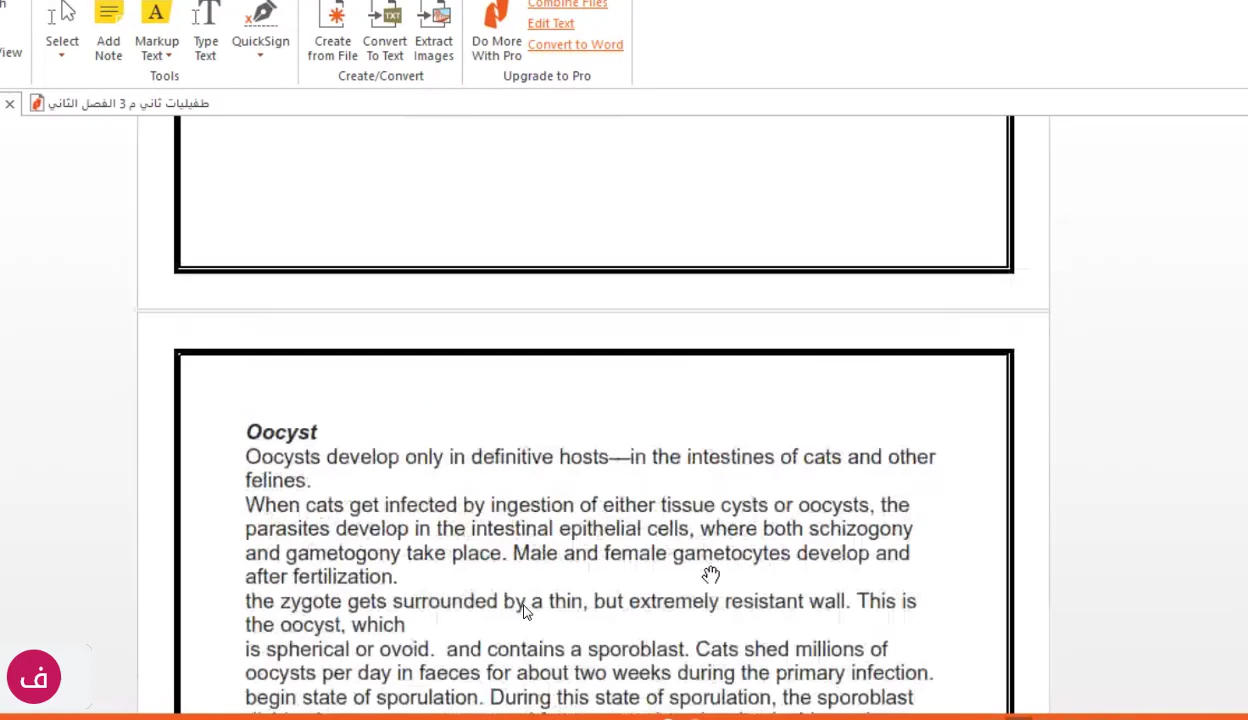 View
Select
Add
Note
Markup
Text
Type
Text
QuickSign
Tools
Create
from File
Convert
To Text
Extract
Images
Create/Convert
Do More
With Pro
Combine Files
Edit Text
Convert to Word
Upgrade to Pro
طفيليات ثاني م 3 الفصل الثاني
Oocyst
Oocysts develop only in definitive hosts—in the intestines of cats and other
felines.
When cats get infected by ingestion of either tissue cysts or oocysts, the
parasites develop in the intestinal epithelial cells, where both schizogony
and gametogony take place. Male and female gametocytes develop and
after fertilization.
the zygote gets surrounded by a thin, but extremely resistant wall. This is
the oocyst, which
is spherical or ovoid. and contains a sporoblast. Cats shed millions of
oocysts per day in faeces for about two weeks during the primary infection.
begin state of sporulation. During this state of sporulation, the sporoblast
ف